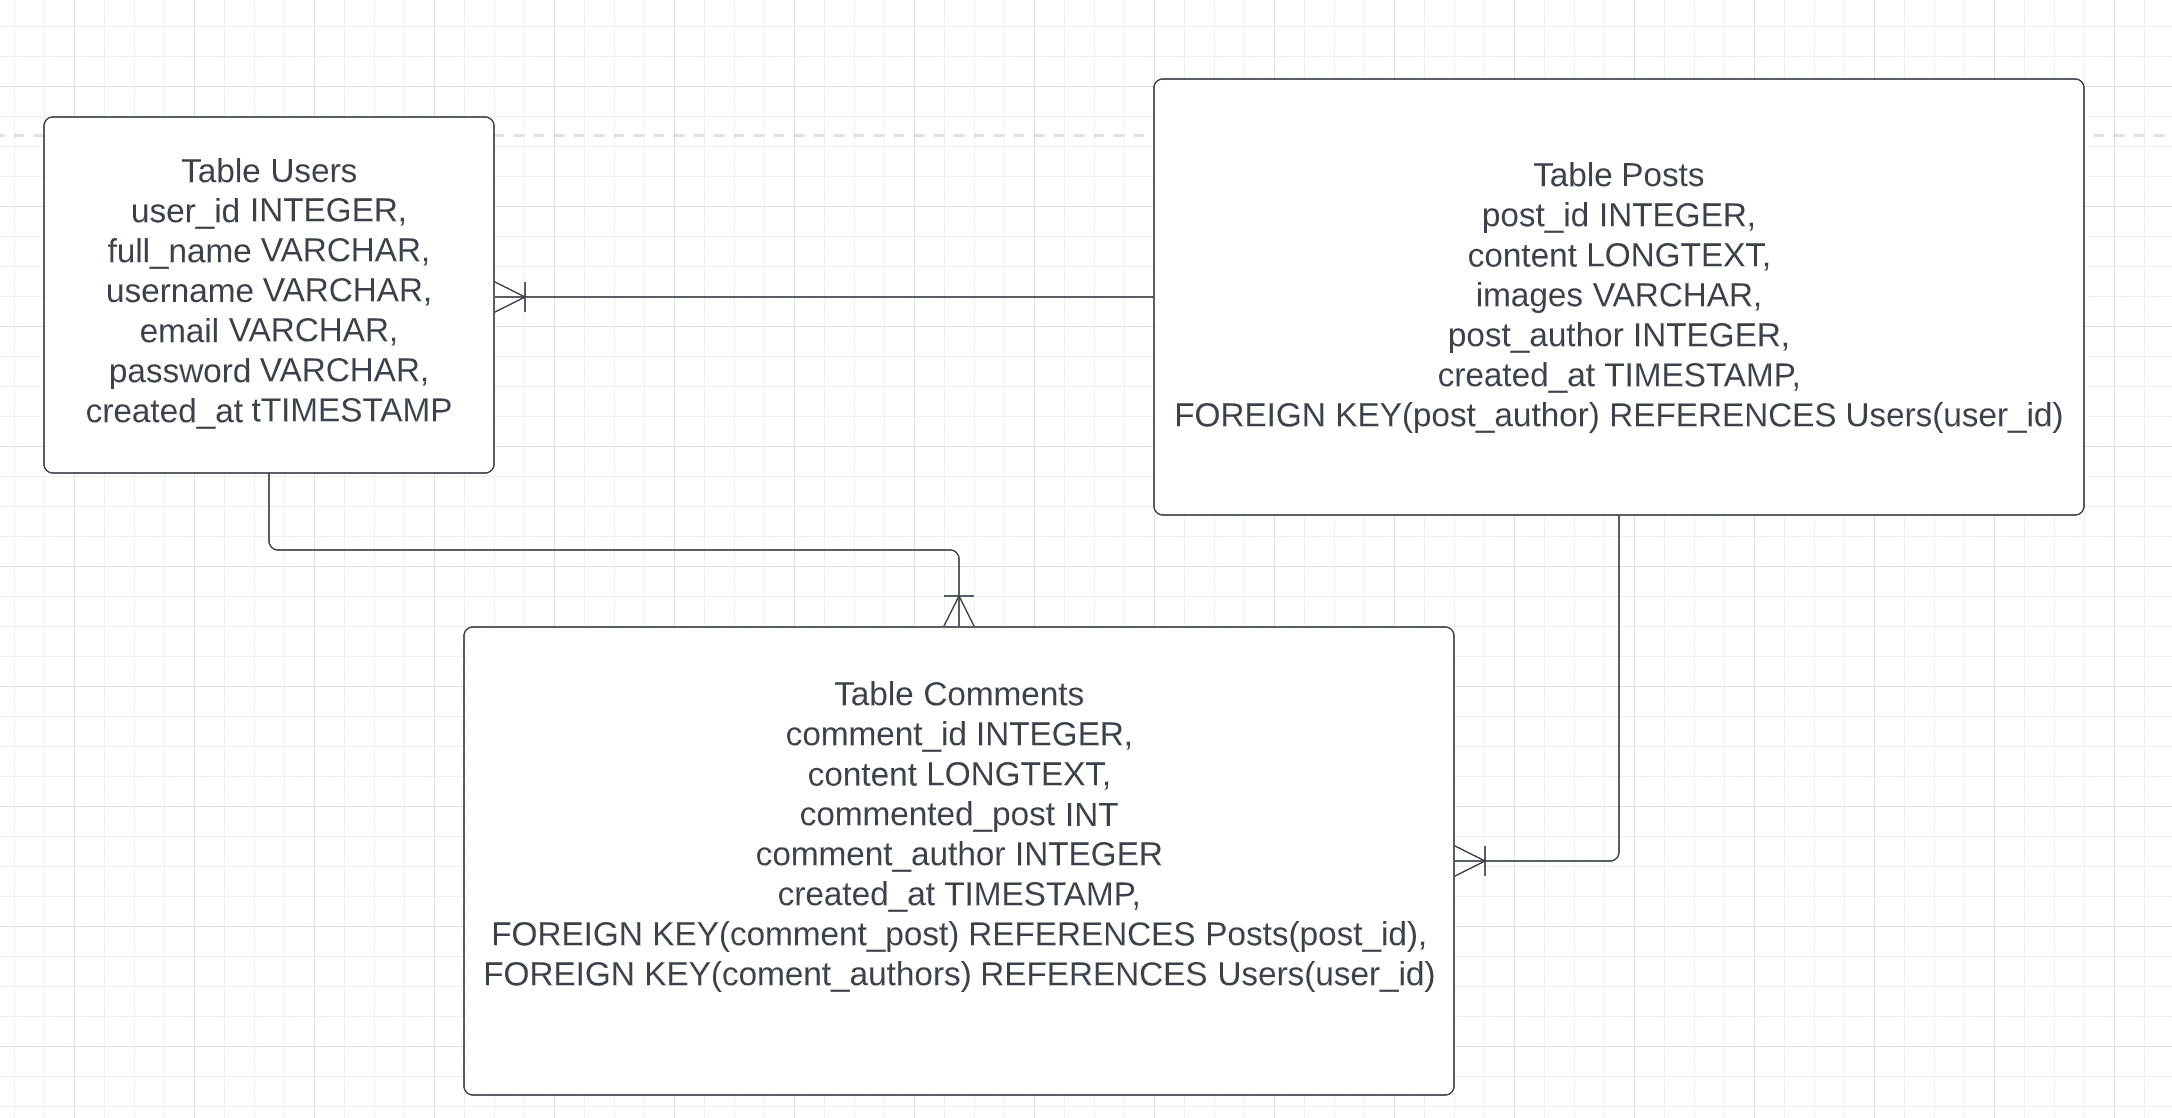 Table Users
user_id INTEGER,
full_name VARCHAR,
username VARCHAR,
email VARCHAR,
password VARCHAR,
created_at tTIMESTAMP
Table Posts
post_id INTEGER,
content LONGTEXT,
images VARCHAR,
post_author INTEGER,
created_at TIMESTAMP,
FOREIGN KEY(post_author) REFERENCES Users(user_id)
Table Comments
comment_id INTEGER,
content LONGTEXT,
commented_post INT
comment_author INTEGER
created_at TIMESTAMP,
FOREIGN KEY(comment_post) REFERENCES Posts(post_id),
FOREIGN KEY(coment_authors) REFERENCES Users(user_id)